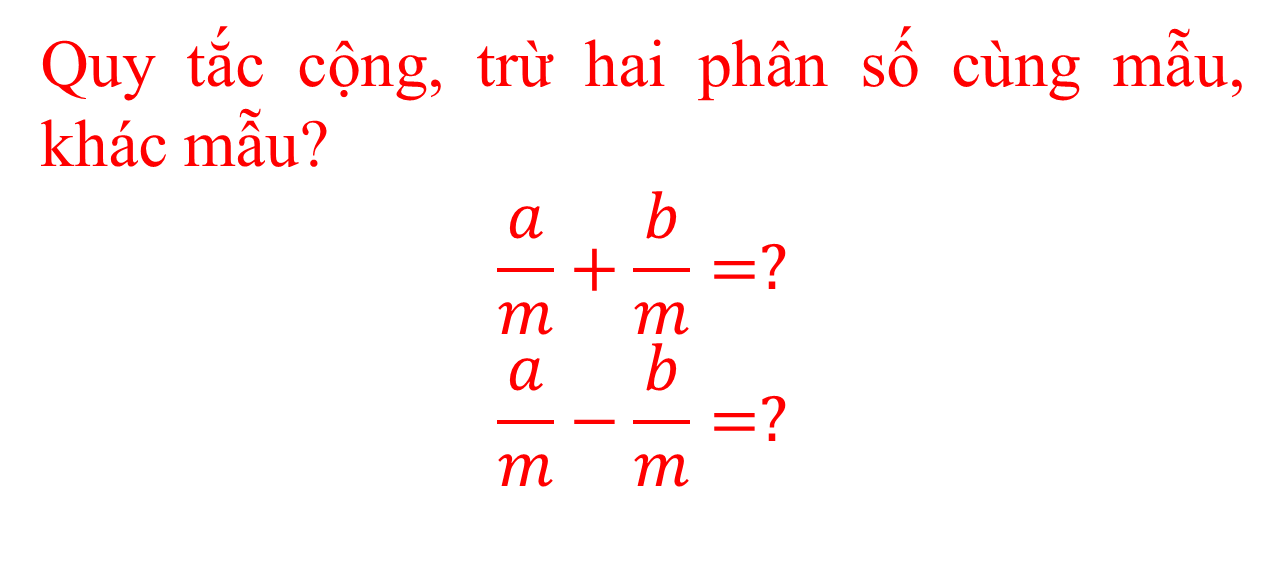 Quy tắc cộng, trừ hai phân số cùng mẫu,
khác mẫu?
a/m + b/m =?
a/m − b/m =?